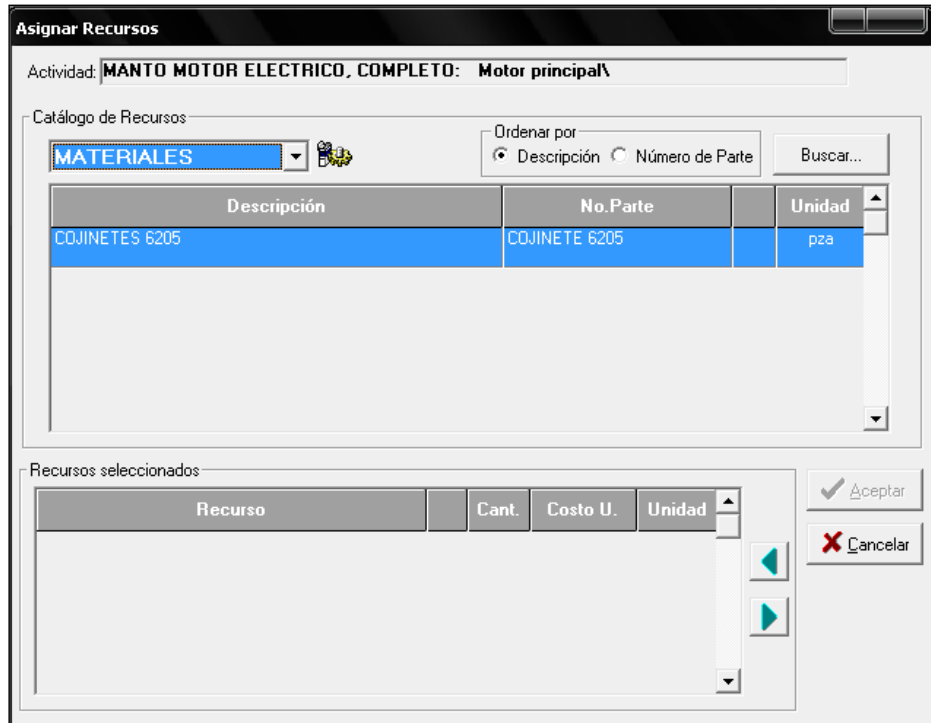 Asignar Recursos
Actividad: MANTO MOTOR ELECTRICO, COMPLETO: Motor principal\
Catálogo de Recursos
MATERIALES
Ordenar por
Descripción Número de Parte
Buscar...
Descripción No.Parte Unidad
COJINETES 6205 COJINETE 6205 pza
Recursos seleccionados
Recurso Cant. Costo U. Unidad
Aceptar
Cancelar